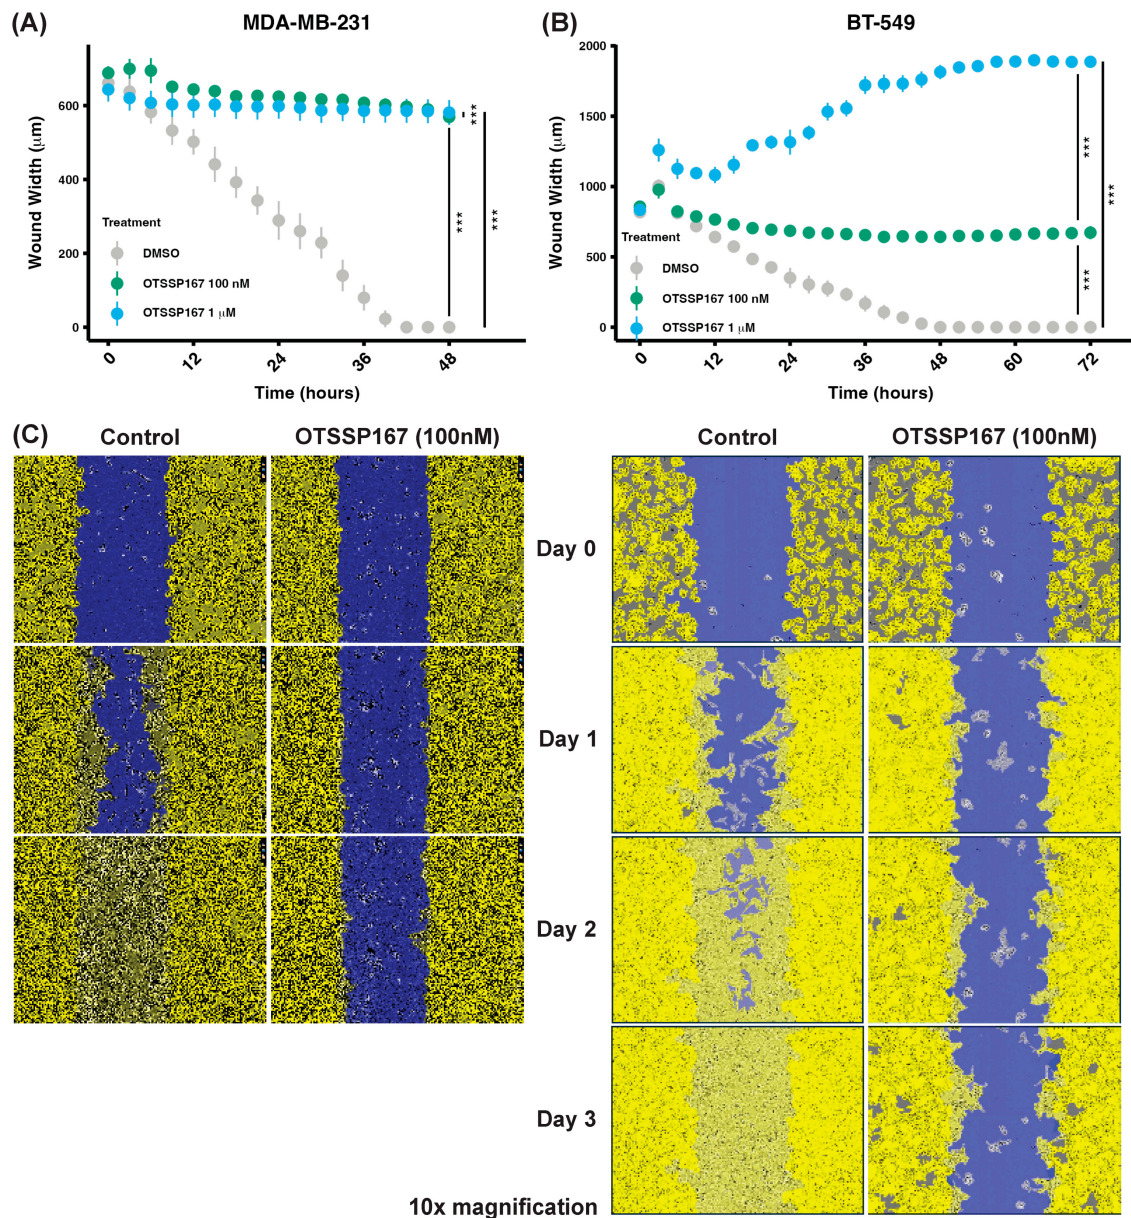 (A)
MDA-MB-231
Wound Width (μm)
600
400
200
0
Treatment
DMSO
OTSSP167 100 nM
OTSSP167 1 μM
***
***
***
0
12
24
36
48
Time (hours)
(B)
BT-549
Wound Width (μm)
2000
1500
1000
500
0
Treatment
DMSO
OTSSP167 100 nM
OTSSP167 1 μM
***
***
***
0
12
24
36
48
60
72
Time (hours)
(C)
Control
OTSSP167 (100nM)
Control
OTSSP167 (100nM)
Day 0
Day 1
Day 2
Day 3
10x magnification